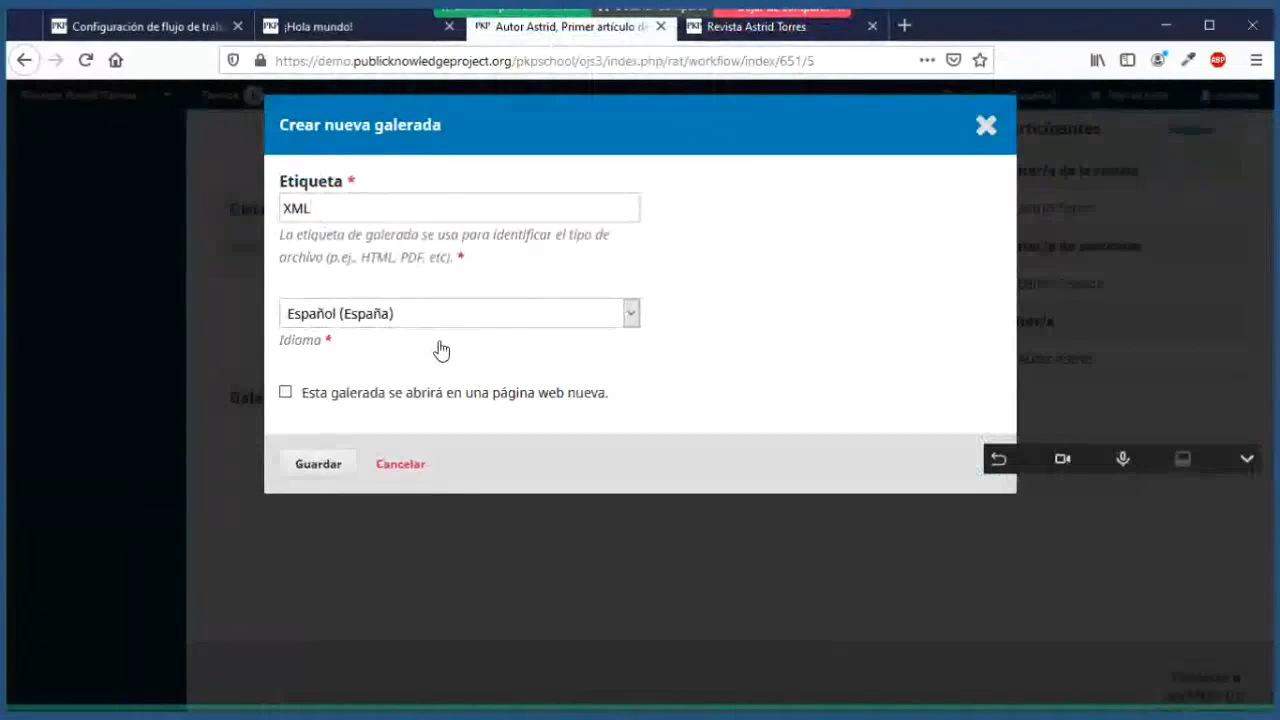 Configuración de flujo de trab
¡Hola mundo!
Autor Astrid, Primer artículo de
Revista Astrid Torres
https://demo.publicknowledgeproject.org/pkpschool/ojs3/index.php/rat/workflow/index/651/5
Crear nueva galerada
Etiqueta *
XML
La etiqueta de galerada se usa para identificar el tipo de
archivo (p.ej., HTML, PDF, etc). *
Español (España)
Idioma *
Esta galerada se abrirá en una página web nueva.
Guardar
Cancelar